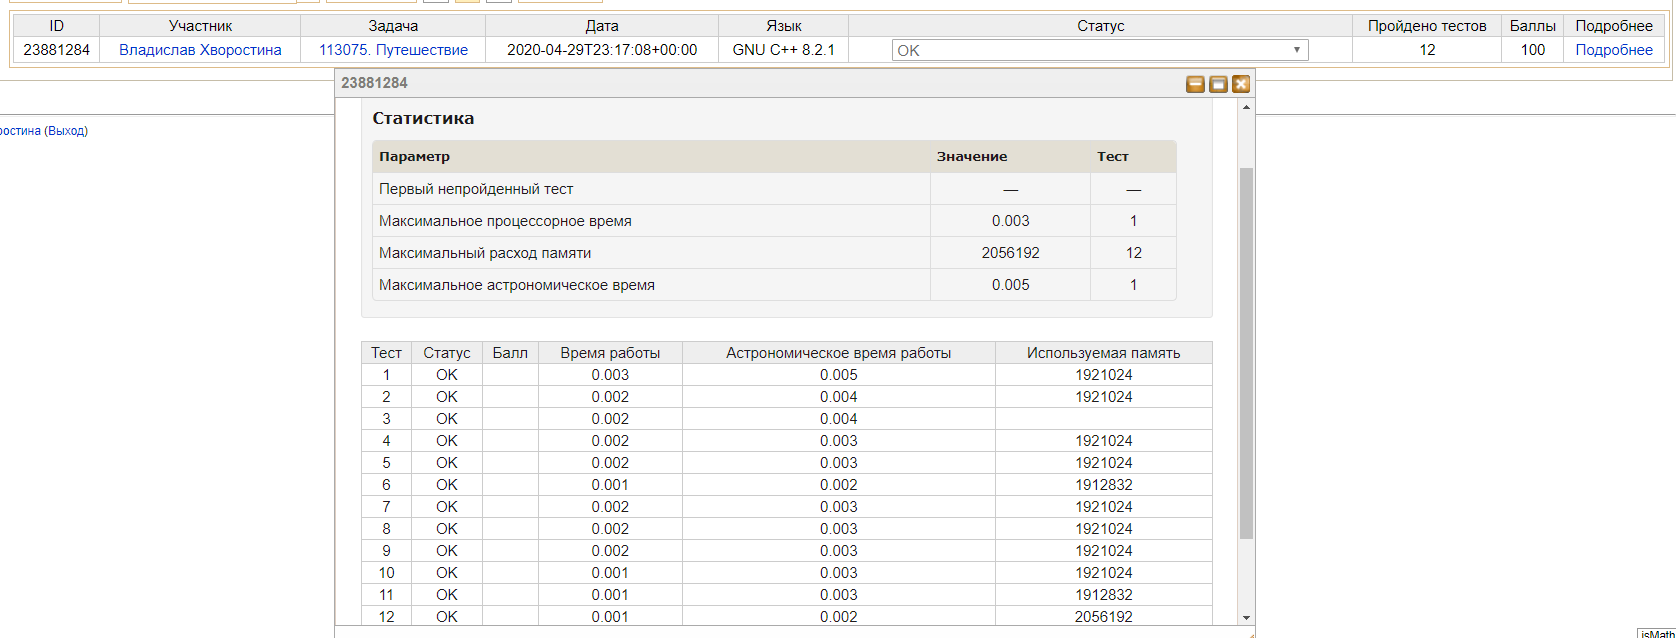 ID Участник Задача Дата Язык Статус Пройдено тестов Баллы Подробнее
23881284 Владислав Хворостина 113075. Путешествие 2020-04-29T23:17:08+00:00 GNU C++ 8.2.1 OK 12 100 Подробнее
23881284
ростина (Выход)
Статистика
Параметр Значение Тест
Первый непройденный тест — —
Максимальное процессорное время 0.003 1
Максимальный расход памяти 2056192 12
Максимальное астрономическое время 0.005 1
Тест Статус Балл Время работы Астрономическое время работы Используемая память
1 OK 0.003 0.005 1921024
2 OK 0.002 0.004 1921024
3 OK 0.002 0.004
4 OK 0.002 0.003 1921024
5 OK 0.002 0.003 1921024
6 OK 0.001 0.002 1912832
7 OK 0.002 0.003 1921024
8 OK 0.002 0.003 1921024
9 OK 0.002 0.003 1921024
10 OK 0.001 0.003 1921024
11 OK 0.001 0.003 1912832
12 OK 0.001 0.002 2056192
jsMath